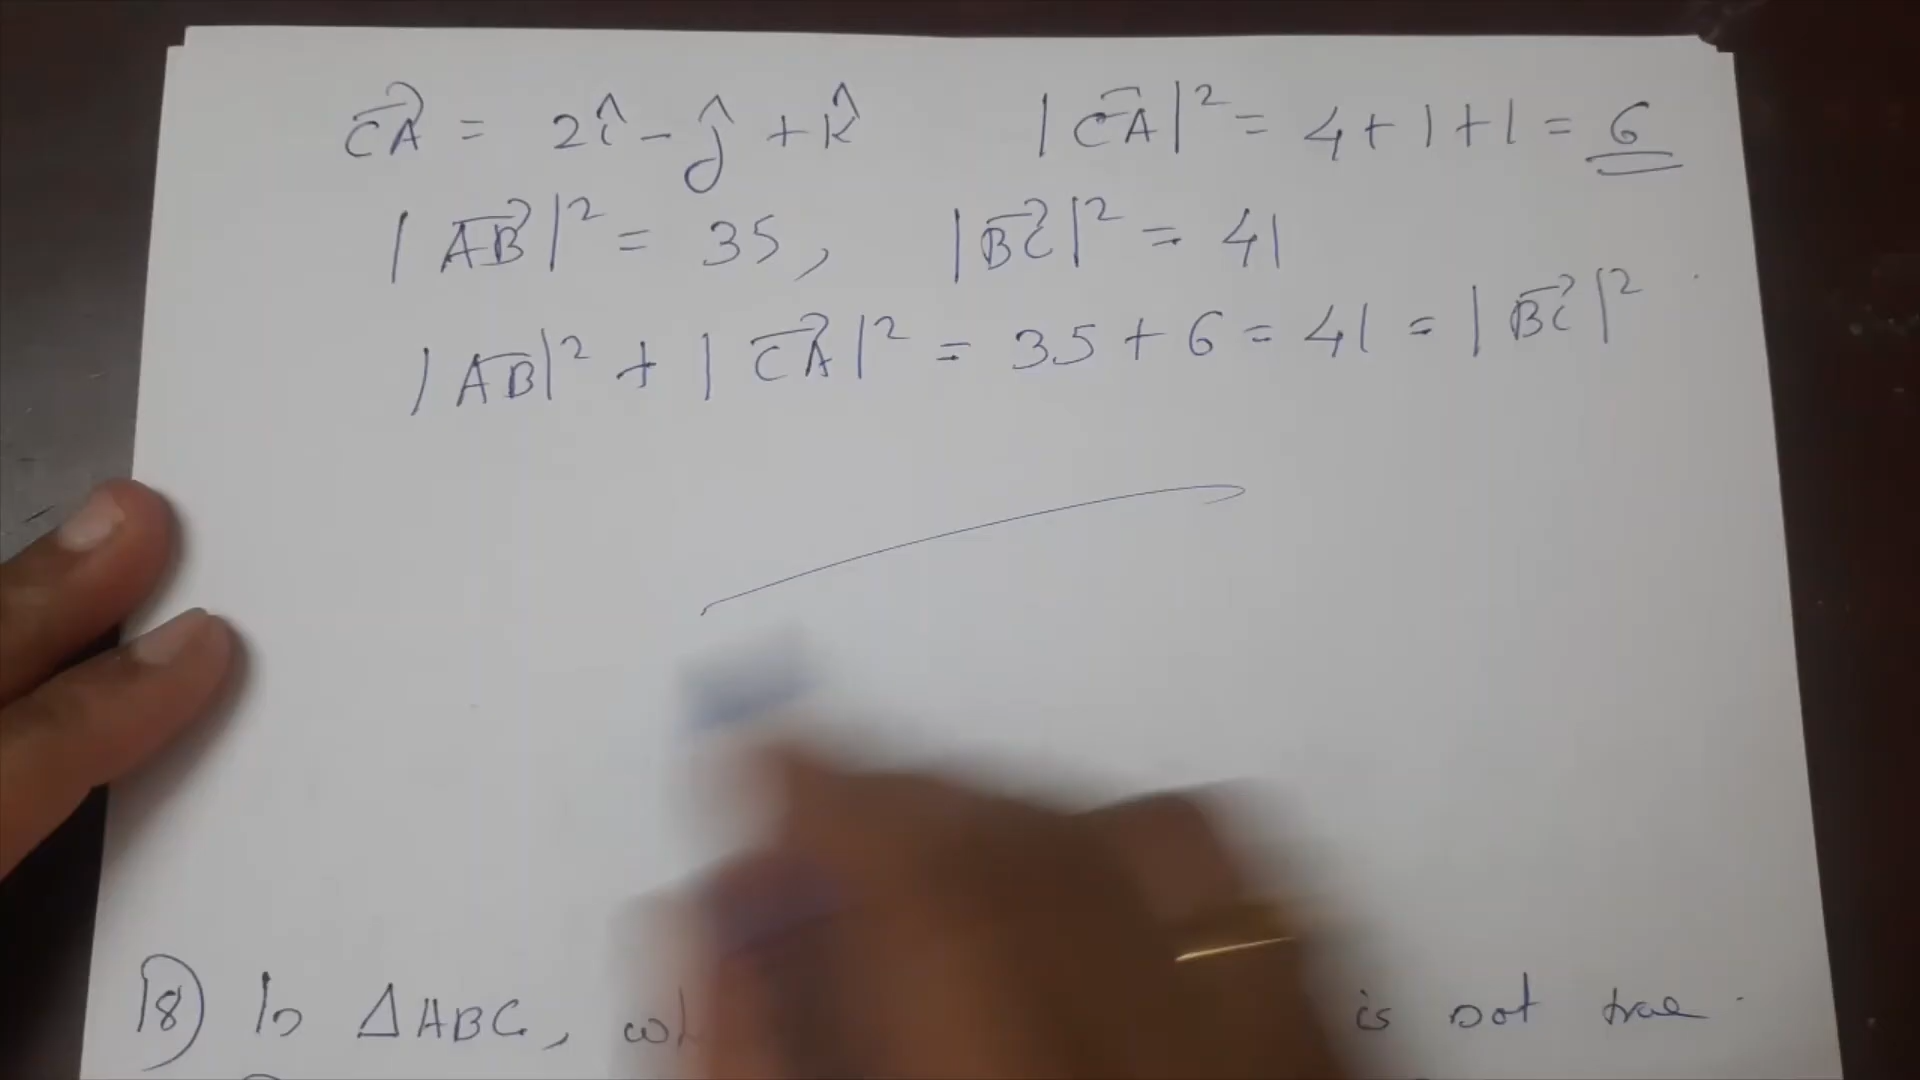 CA⃗ = 2î - ĵ + k̂ |CA⃗|² = 4+1+1 = 6
|AB⃗|² = 35, |BC⃗|² = 41
|AB|² + |CA⃗|² = 35 + 6 = 41 = |BC⃗|²
18) In ΔABC, is not true.